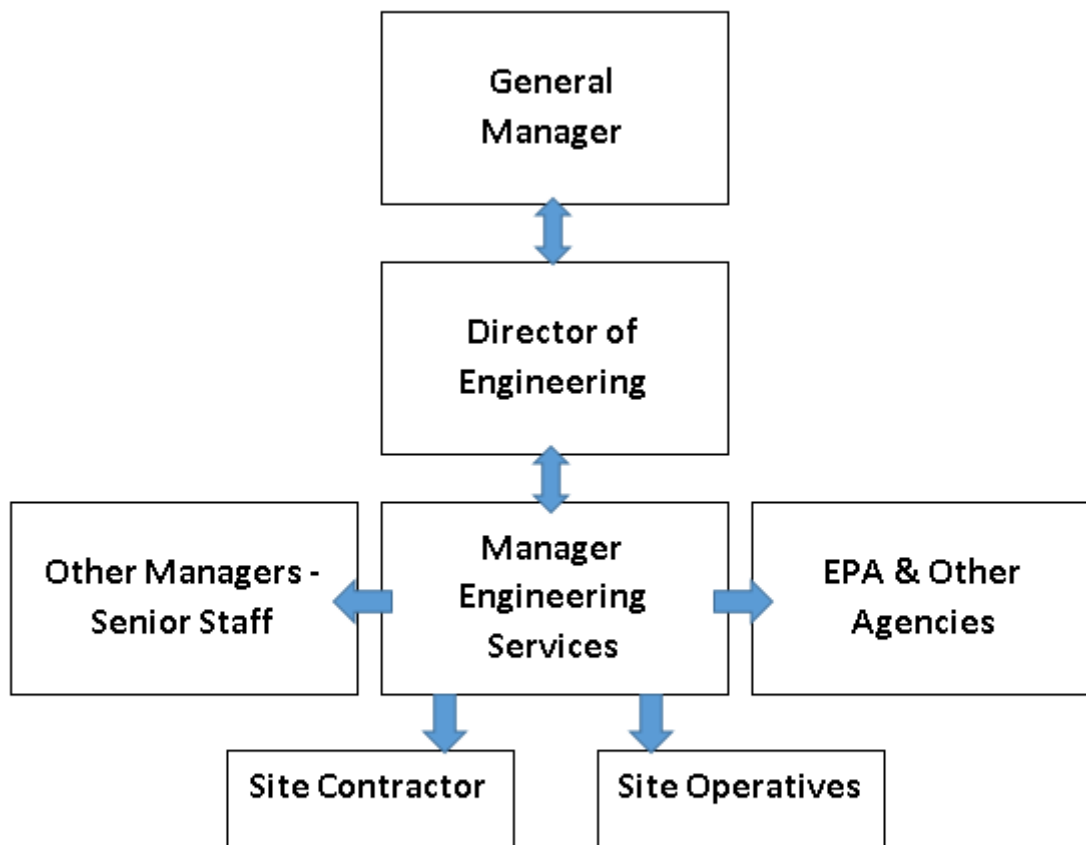 General
Manager
Director of
Engineering
Other Managers -
Senior Staff
Manager
Engineering
Services
EPA & Other
Agencies
Site Contractor
Site Operatives